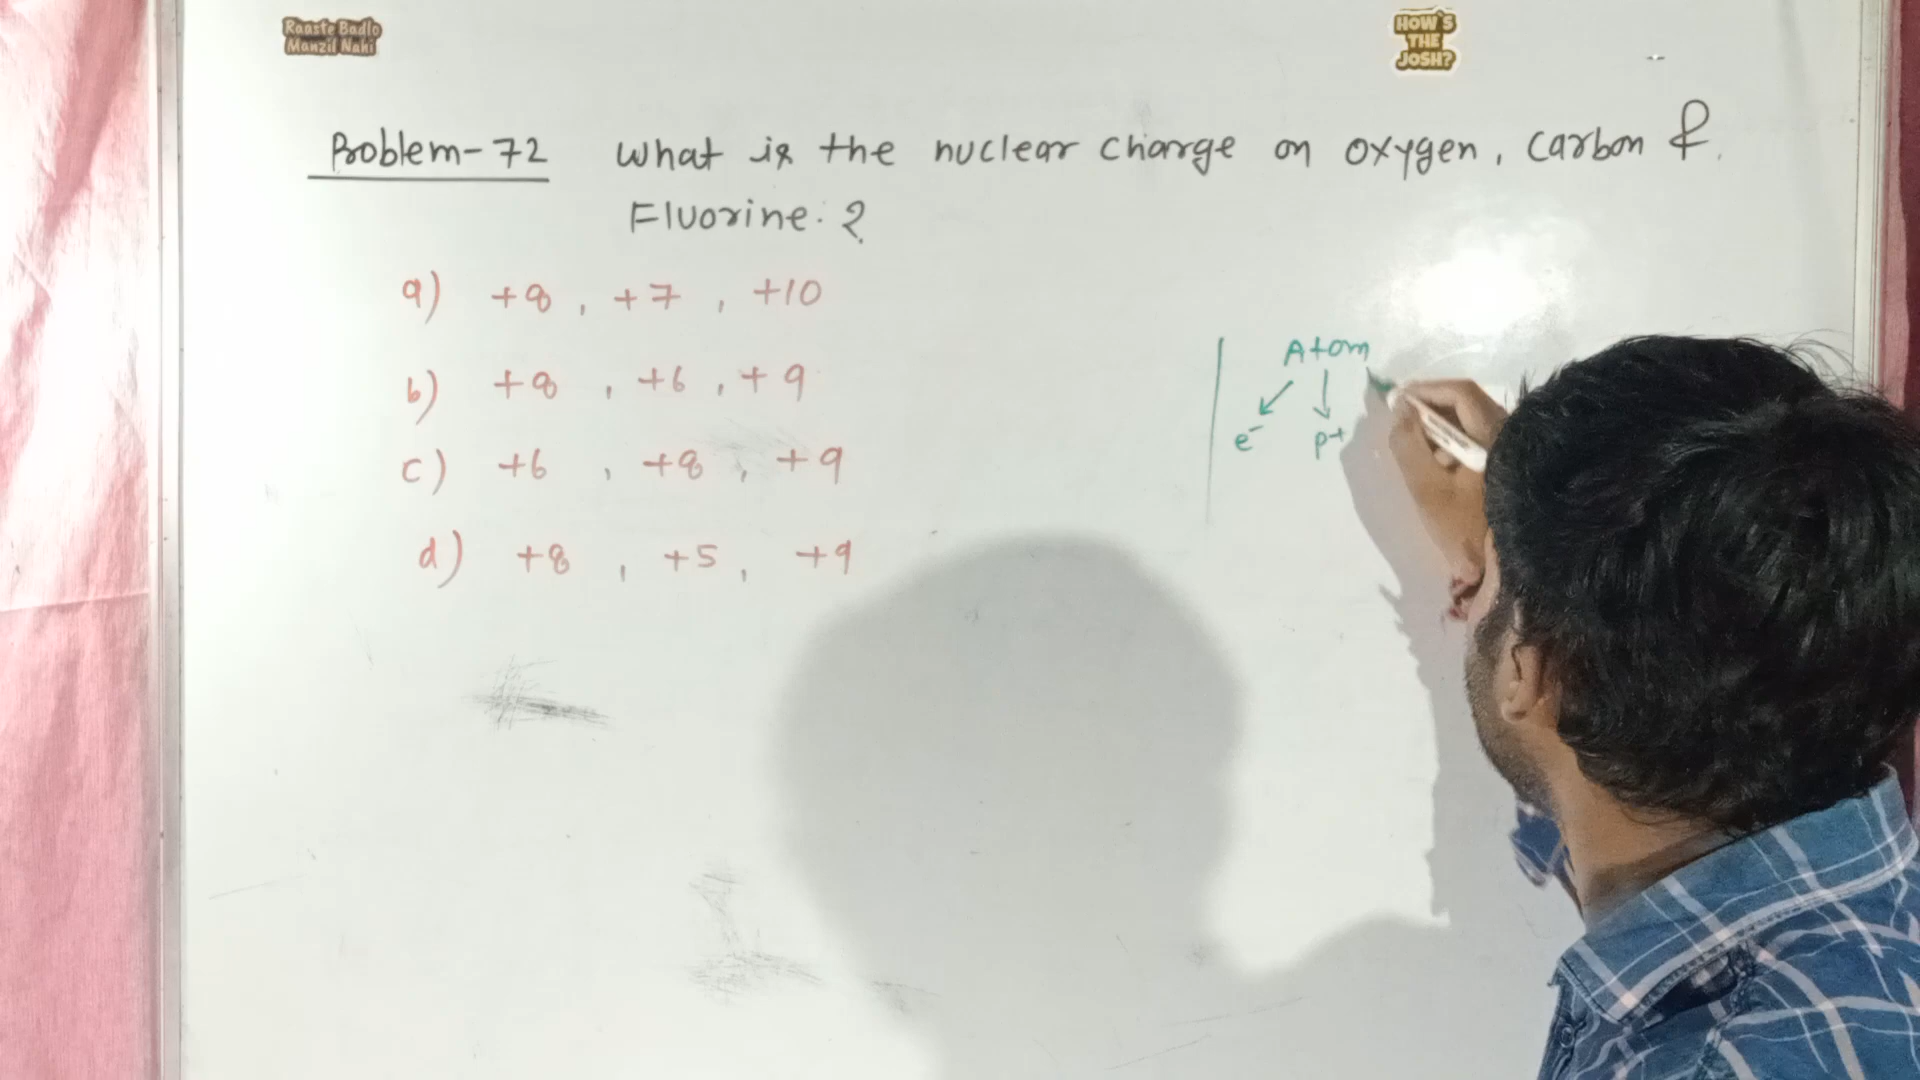 Raaste Badlo
Manzil Nahi
HOW'S
THE
JOSH?
Problem-72 What is the nuclear charge on oxygen, carbon &
Fluorine. ?
a) +8, +7, +10
b) +8, +6, +9
c) +6, +8, +9
d) +8, +5, +9
Atom
e⁻ p+